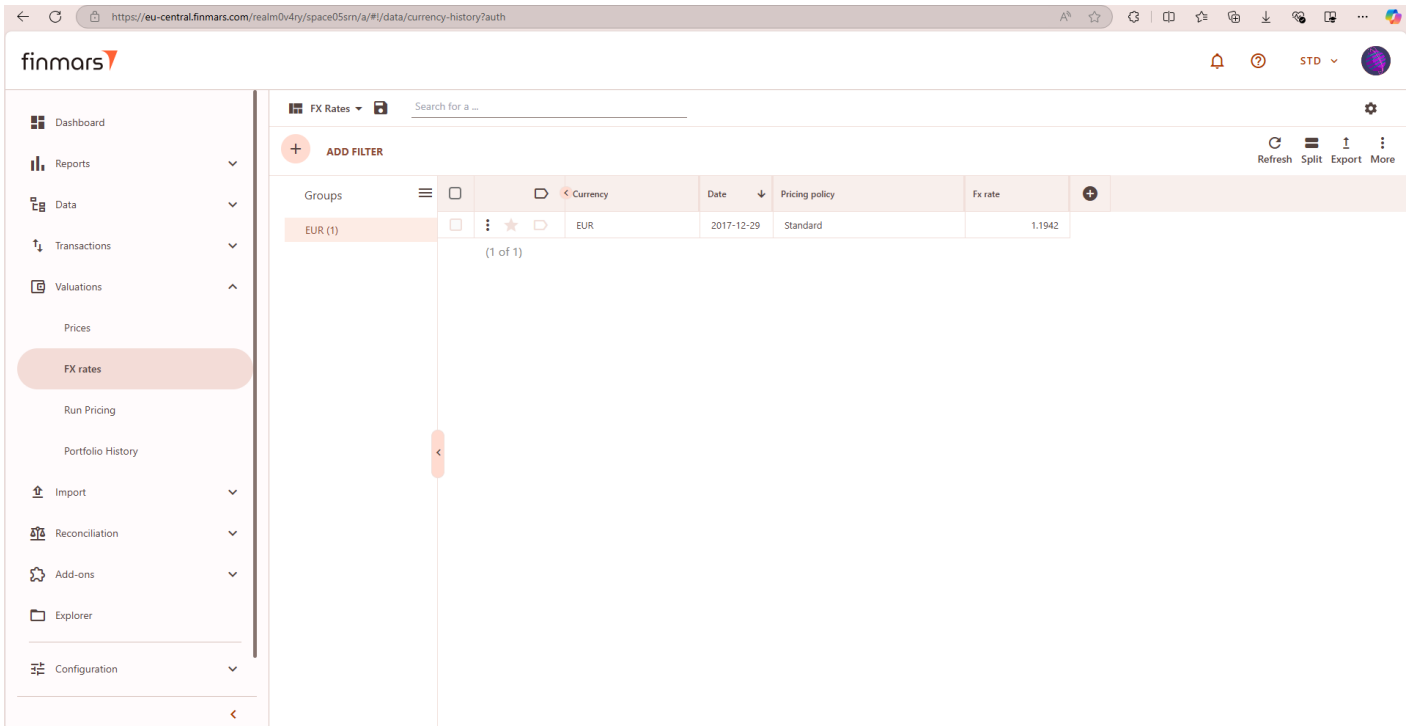 https://eu-central.finmars.com/realm0v4ry/space05srn/a/#!/data/currency-history?auth
finmars
STD
Dashboard
Reports
Data
Transactions
Valuations
Prices
FX rates
Run Pricing
Portfolio History
Import
Reconciliation
Add-ons
Explorer
Configuration
FX Rates
Search for a ...
ADD FILTER
Refresh Split Export More
Groups
EUR (1)
Currency Date Pricing policy Fx rate
EUR 2017-12-29 Standard 1.1942
(1 of 1)